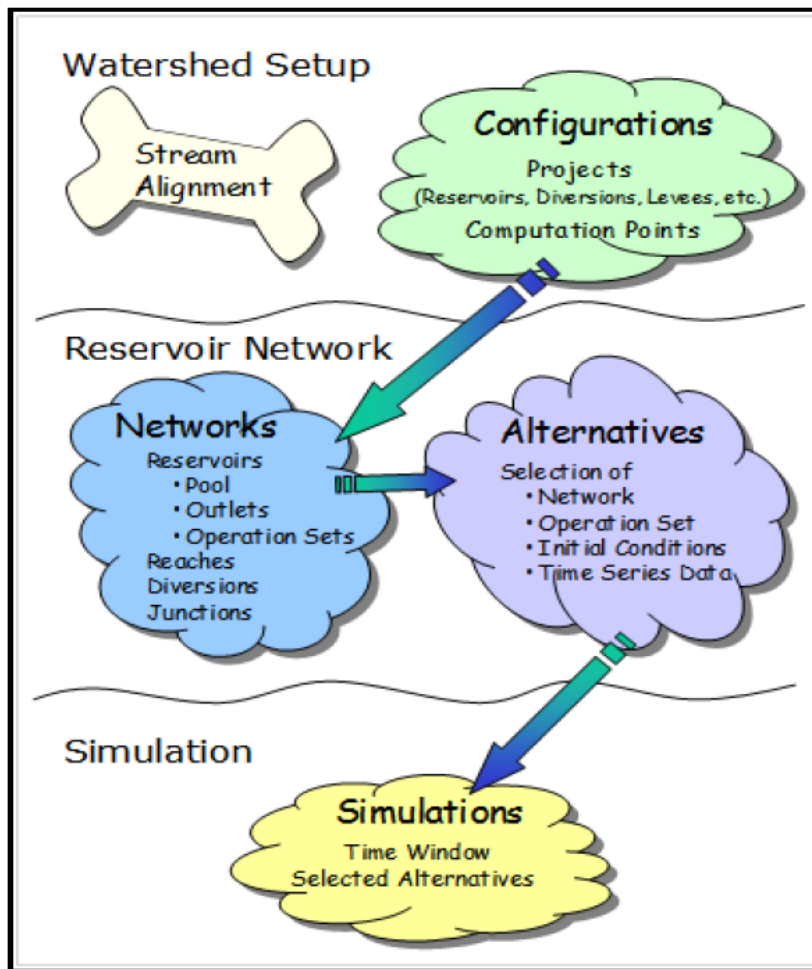 Watershed Setup
Stream
Alignment
Configurations
Projects
(Reservoirs, Diversions, Levees, etc.)
Computation Points
Reservoir Network
Networks
Reservoirs
• Pool
• Outlets
• Operation Sets
Reaches
Diversions
Junctions
Alternatives
Selection of
• Network
• Operation Set
• Initial Conditions
• Time Series Data
Simulation
Simulations
Time Window
Selected Alternatives